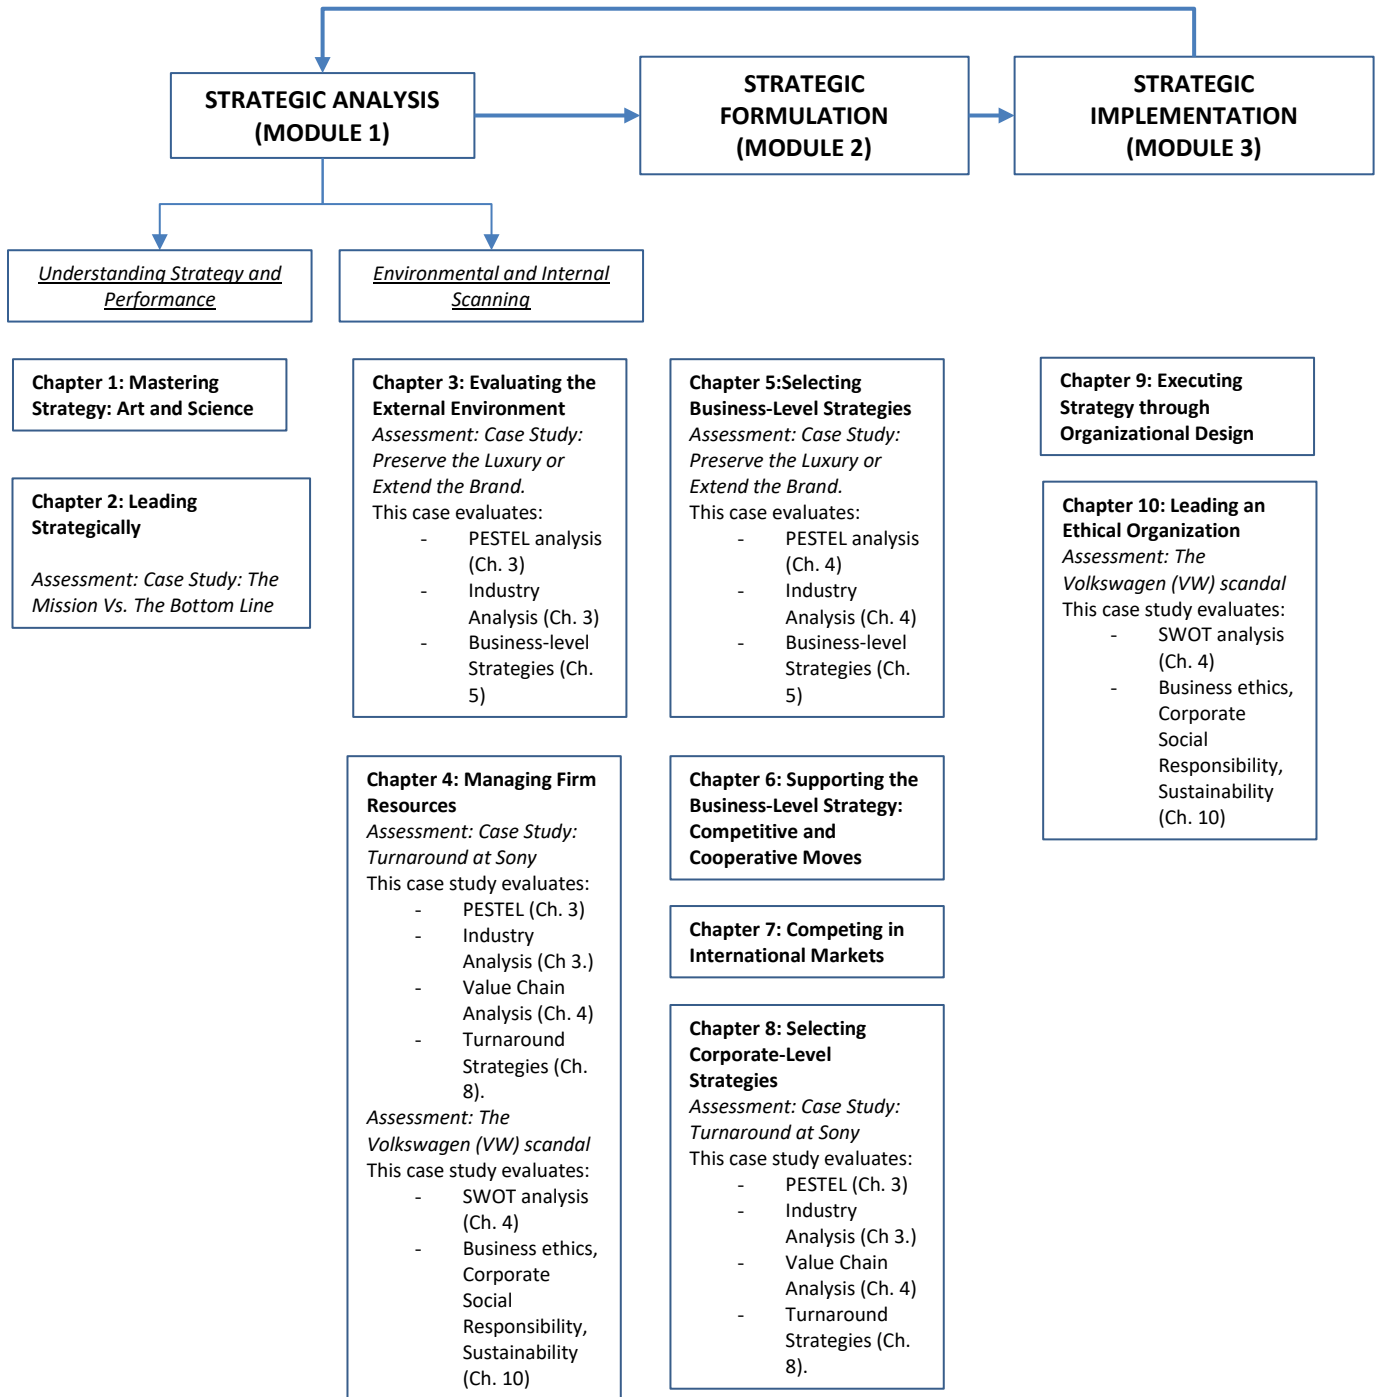 STRATEGIC ANALYSIS
(MODULE 1)
STRATEGIC
FORMULATION
(MODULE 2)
STRATEGIC
IMPLEMENTATION
(MODULE 3)
Understanding Strategy and
Performance
Environmental and Internal
Scanning
Chapter 1: Mastering
Strategy: Art and Science
Chapter 2: Leading
Strategically
Assessment: Case Study: The
Mission Vs. The Bottom Line
Chapter 3: Evaluating the
External Environment
Assessment: Case Study:
Preserve the Luxury or
Extend the Brand.
This case evaluates:
- PESTEL analysis
(Ch. 3)
- Industry
Analysis (Ch. 3)
- Business-level
Strategies (Ch.
5)
Chapter 4: Managing Firm
Resources
Assessment: Case Study:
Turnaround at Sony
This case study evaluates:
- PESTEL (Ch. 3)
- Industry
Analysis (Ch 3.)
- Value Chain
Analysis (Ch. 4)
- Turnaround
Strategies (Ch.
8).
Assessment: The
Volkswagen (VW) scandal
This case study evaluates:
- SWOT analysis
(Ch. 4)
- Business ethics,
Corporate
Social
Responsibility,
Sustainability
(Ch. 10)
Chapter 5:Selecting
Business-Level Strategies
Assessment: Case Study:
Preserve the Luxury or
Extend the Brand.
This case evaluates:
- PESTEL analysis
(Ch. 4)
- Industry
Analysis (Ch. 4)
- Business-level
Strategies (Ch.
5)
Chapter 6: Supporting the
Business-Level Strategy:
Competitive and
Cooperative Moves
Chapter 7: Competing in
International Markets
Chapter 8: Selecting
Corporate-Level
Strategies
Assessment: Case Study:
Turnaround at Sony
This case study evaluates:
- PESTEL (Ch. 3)
- Industry
Analysis (Ch 3.)
- Value Chain
Analysis (Ch. 4)
- Turnaround
Strategies (Ch.
8).
Chapter 9: Executing
Strategy through
Organizational Design
Chapter 10: Leading an
Ethical Organization
Assessment: The
Volkswagen (VW) scandal
This case study evaluates:
- SWOT analysis
(Ch. 4)
- Business ethics,
Corporate
Social
Responsibility,
Sustainability
(Ch. 10)